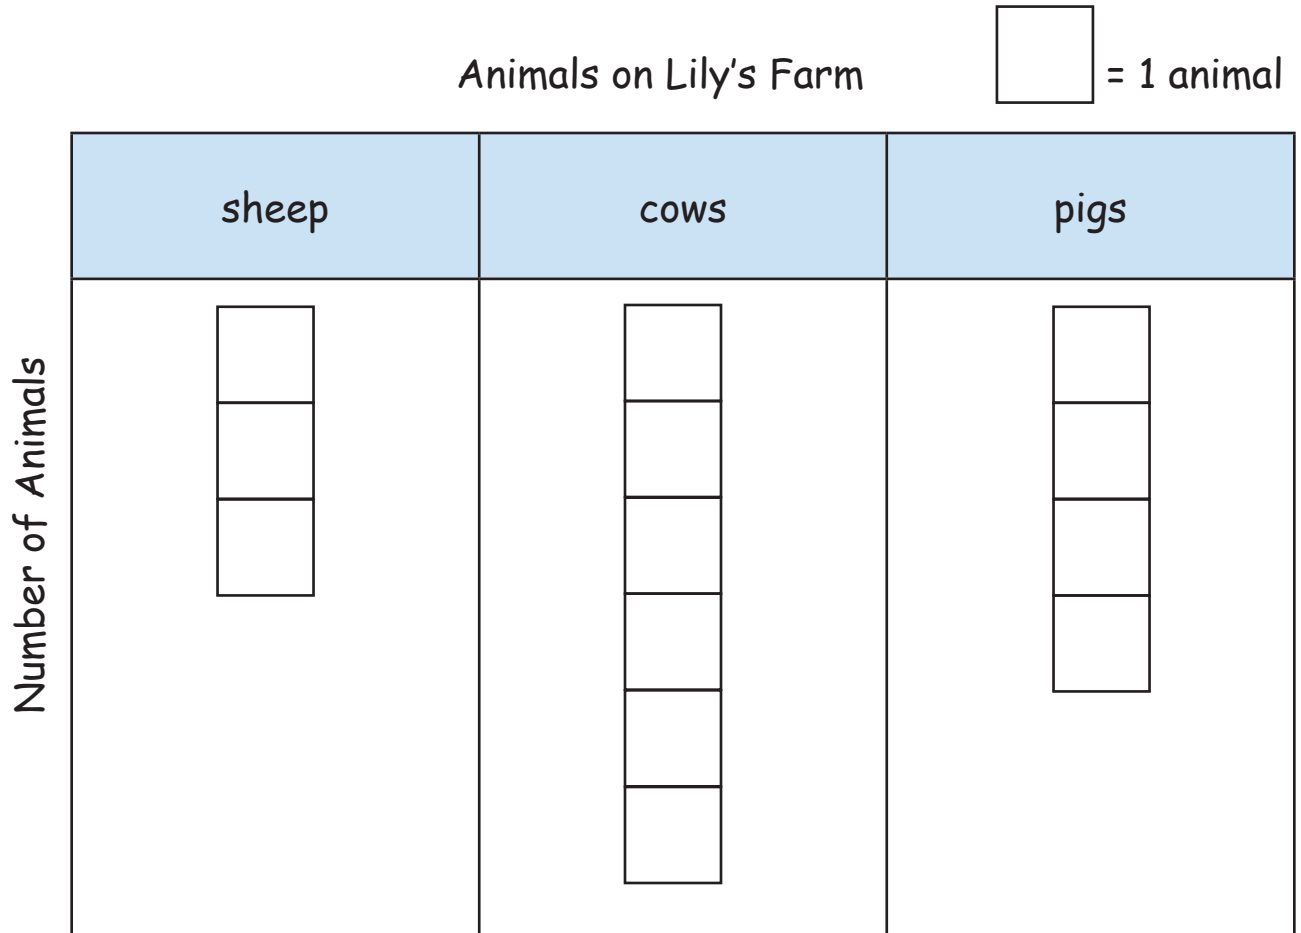 Animals on Lily's Farm
= 1 animal
sheep
cows
pigs
Number of Animals